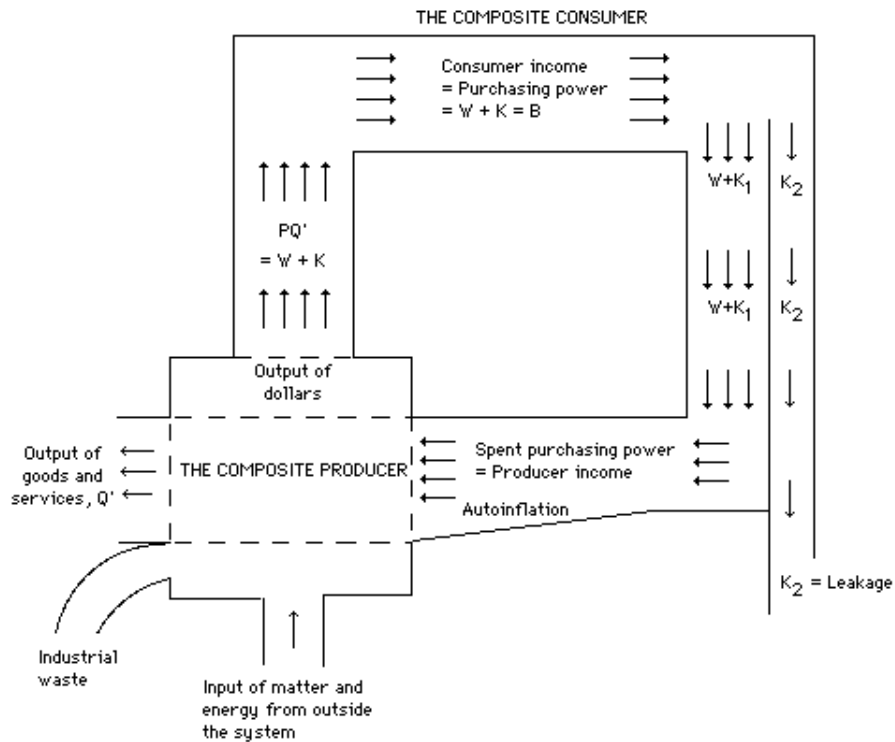 THE COMPOSITE CONSUMER
Consumer income
= Purchasing power
= W + K = B
W+K1
K2
PQ'
= W + K
W+K1
K2
Output of
dollars
Output of
goods and
services, Q'
THE COMPOSITE PRODUCER
Spent purchasing power
= Producer income
Autoinflation
K2 = Leakage
Industrial
waste
Input of matter and
energy from outside
the system